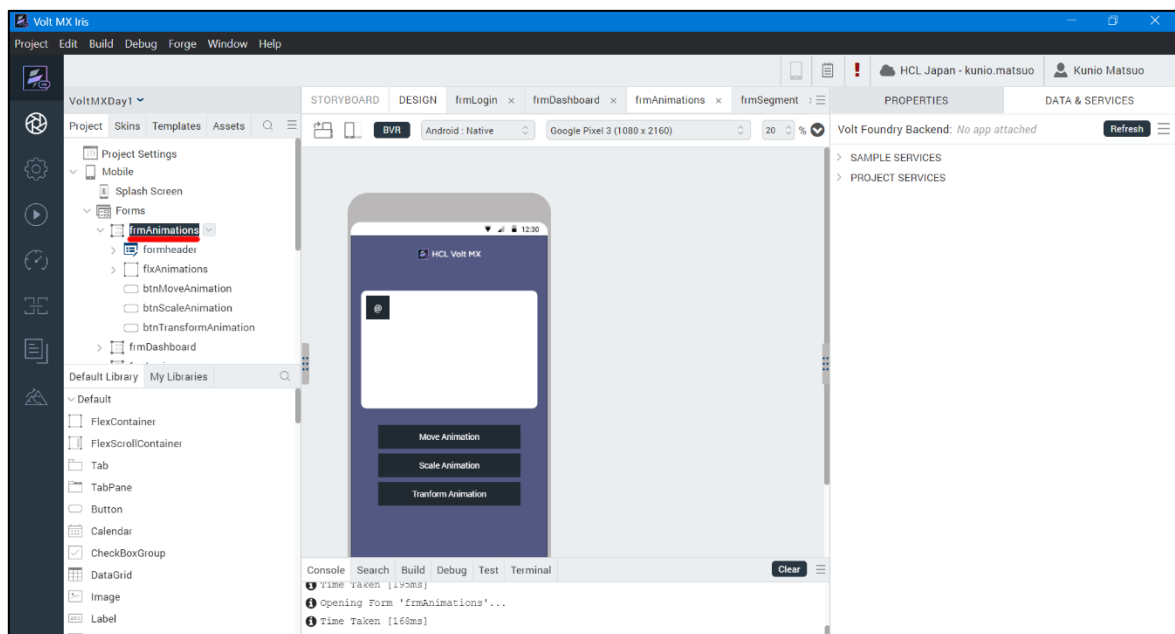 Volt MX Iris
Project Edit Build Debug Forge Window Help
HCL Japan - kunio.matsuo Kunio Matsuo
VoltMXDay1
STORYBOARD DESIGN frmLogin × frmDashboard × frmAnimations × frmSegment
PROPERTIES DATA & SERVICES
Project Skins Templates Assets
BVR Android : Native Google Pixel 3 (1080 x 2160) 20 %
Volt Foundry Backend: No app attached Refresh
Project Settings
Mobile
Splash Screen
Forms
frmAnimations
formheader
flxAnimations
btnMoveAnimation
btnScaleAnimation
btnTransformAnimation
frmDashboard
SAMPLE SERVICES
PROJECT SERVICES
12:30
HCL Volt MX
@
Move Animation
Scale Animation
Tranform Animation
Default Library My Libraries
Default
FlexContainer
FlexScrollContainer
Tab
TabPane
Button
Calendar
CheckBoxGroup
DataGrid
Image
Label
Console Search Build Debug Test Terminal Clear
Time Taken [195ms]
Opening Form 'frmAnimations'...
Time Taken [168ms]